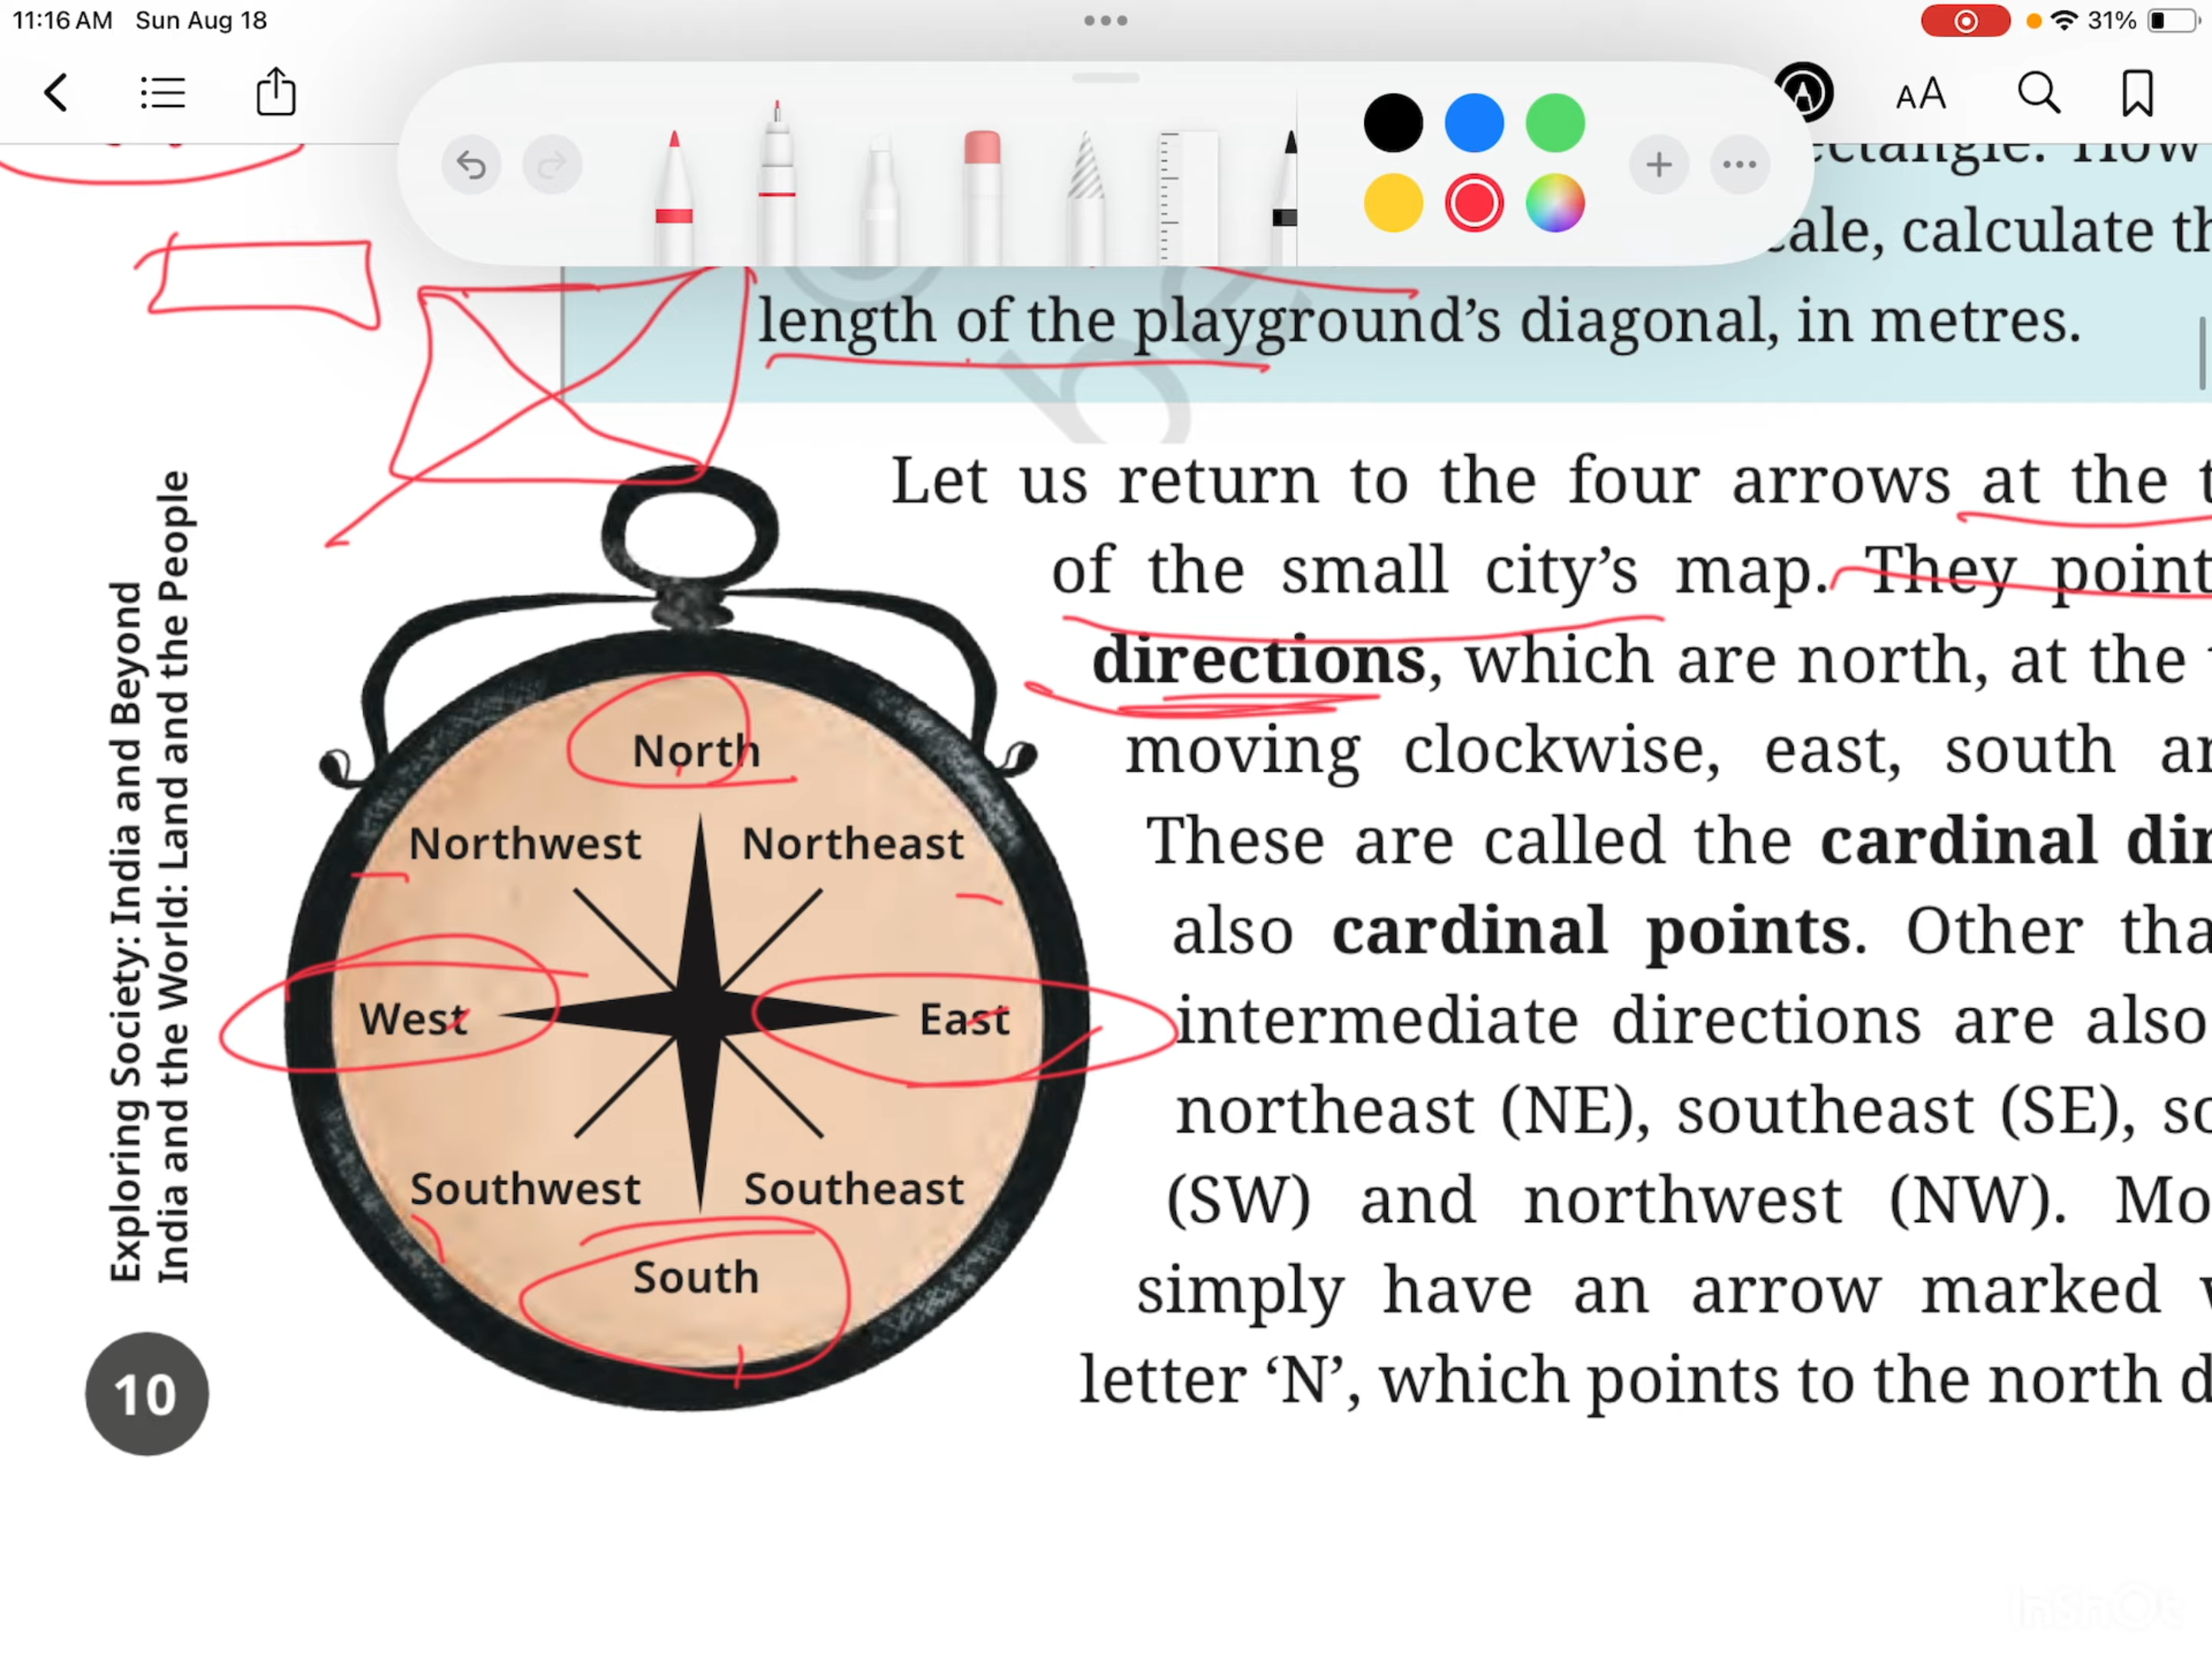 11:16 AM Sun Aug 18
31%
AA
ectangle. How
cale, calculate th
length of the playground’s diagonal, in metres.
Let us return to the four arrows at the t
of the small city’s map. They point
directions, which are north, at the t
moving clockwise, east, south an
These are called the cardinal dir
also cardinal points. Other tha
intermediate directions are also
northeast (NE), southeast (SE), so
(SW) and northwest (NW). Mo
simply have an arrow marked w
letter ‘N’, which points to the north d
North
Northwest Northeast
West East
Southwest Southeast
South
Exploring Society: India and Beyond
India and the World: Land and the People
10